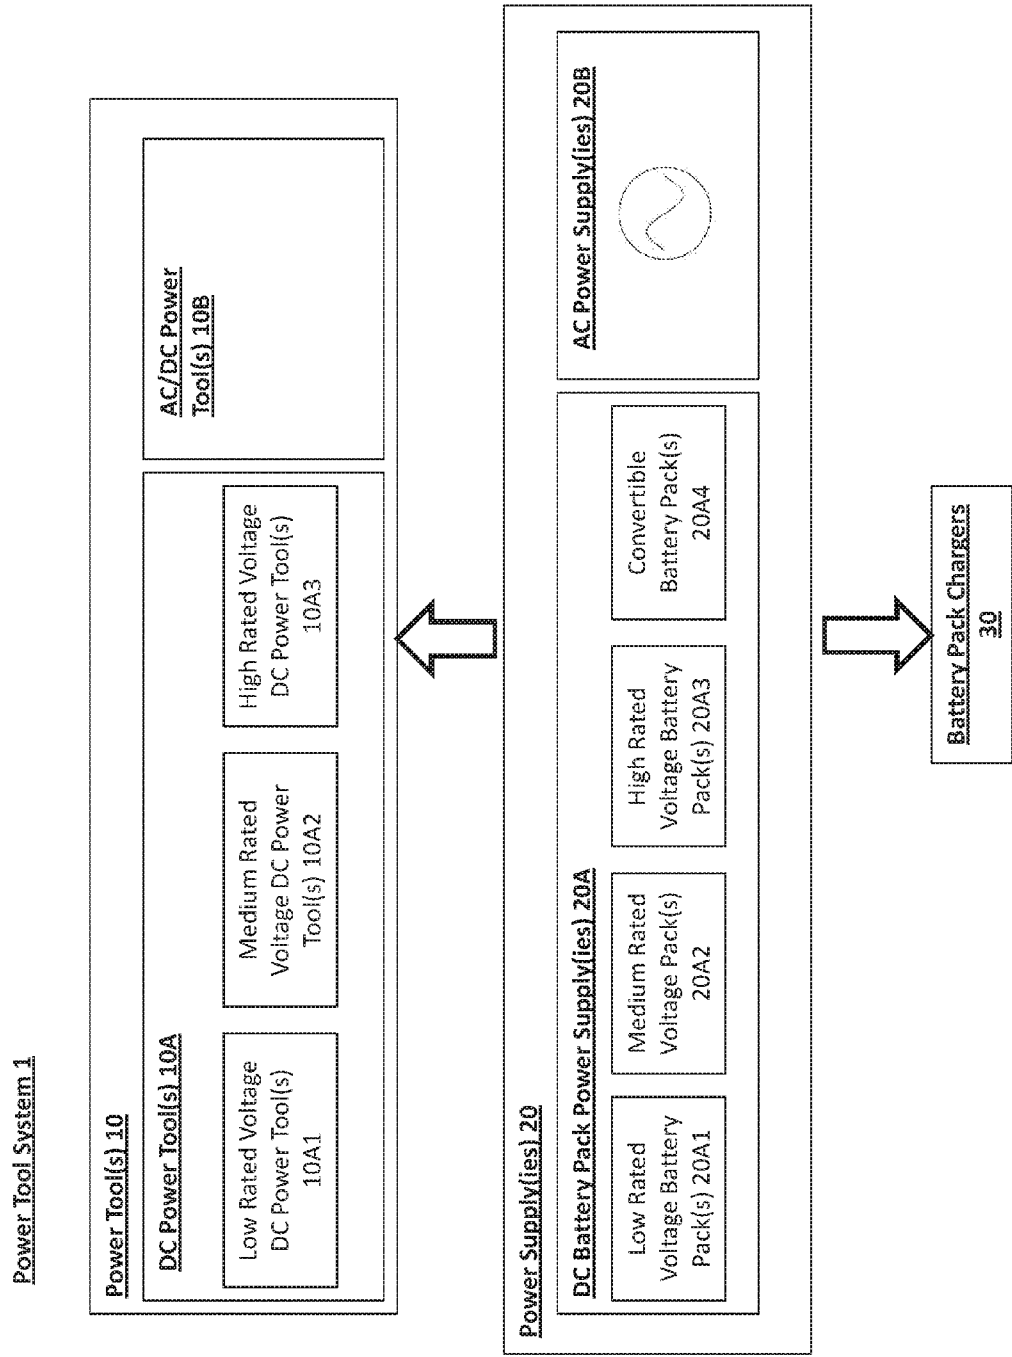 Power Tool System 1
Power Tool(s) 10
DC Power Tool(s) 10A
Low Rated Voltage
DC Power Tool(s)
10A1
Medium Rated
Voltage DC Power
Tool(s) 10A2
High Rated Voltage
DC Power Tool(s)
10A3
AC/DC Power
Tool(s) 10B
Power Supply(ies) 20
DC Battery Pack Power Supply(ies) 20A
Low Rated
Voltage Battery
Pack(s) 20A1
Medium Rated
Voltage Pack(s)
20A2
High Rated
Voltage Battery
Pack(s) 20A3
Convertible
Battery Pack(s)
20A4
AC Power Supply(ies) 20B
Battery Pack Chargers
30